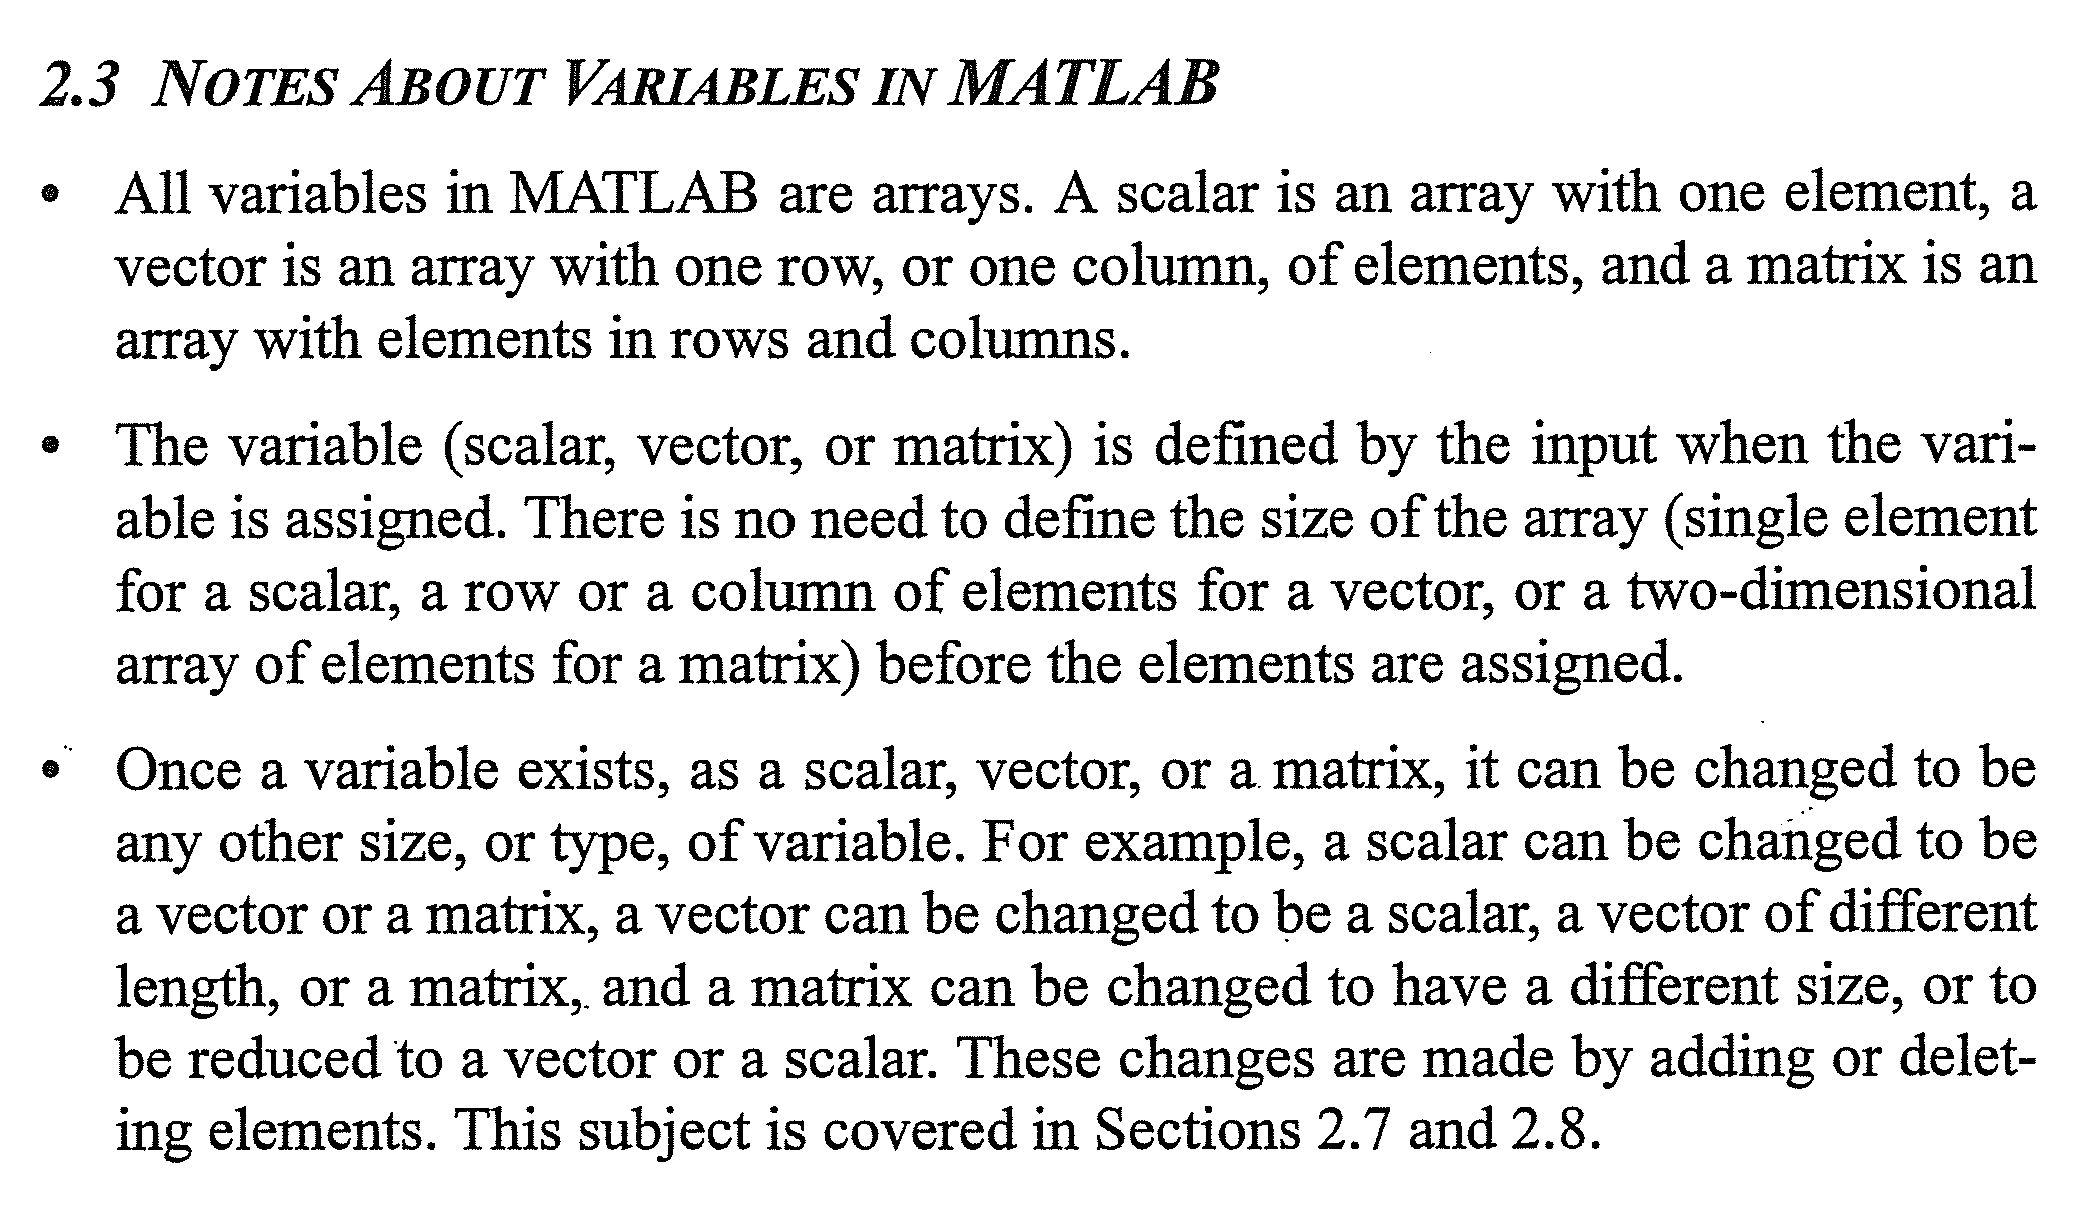 2.3 NOTES ABOUT VARIABLES IN MATLAB
• All variables in MATLAB are arrays. A scalar is an array with one element, a
vector is an array with one row, or one column, of elements, and a matrix is an
array with elements in rows and columns.
• The variable (scalar, vector, or matrix) is defined by the input when the vari-
able is assigned. There is no need to define the size of the array (single element
for a scalar, a row or a column of elements for a vector, or a two-dimensional
array of elements for a matrix) before the elements are assigned.
• Once a variable exists, as a scalar, vector, or a matrix, it can be changed to be
any other size, or type, of variable. For example, a scalar can be changed to be
a vector or a matrix, a vector can be changed to be a scalar, a vector of different
length, or a matrix, and a matrix can be changed to have a different size, or to
be reduced to a vector or a scalar. These changes are made by adding or delet-
ing elements. This subject is covered in Sections 2.7 and 2.8.